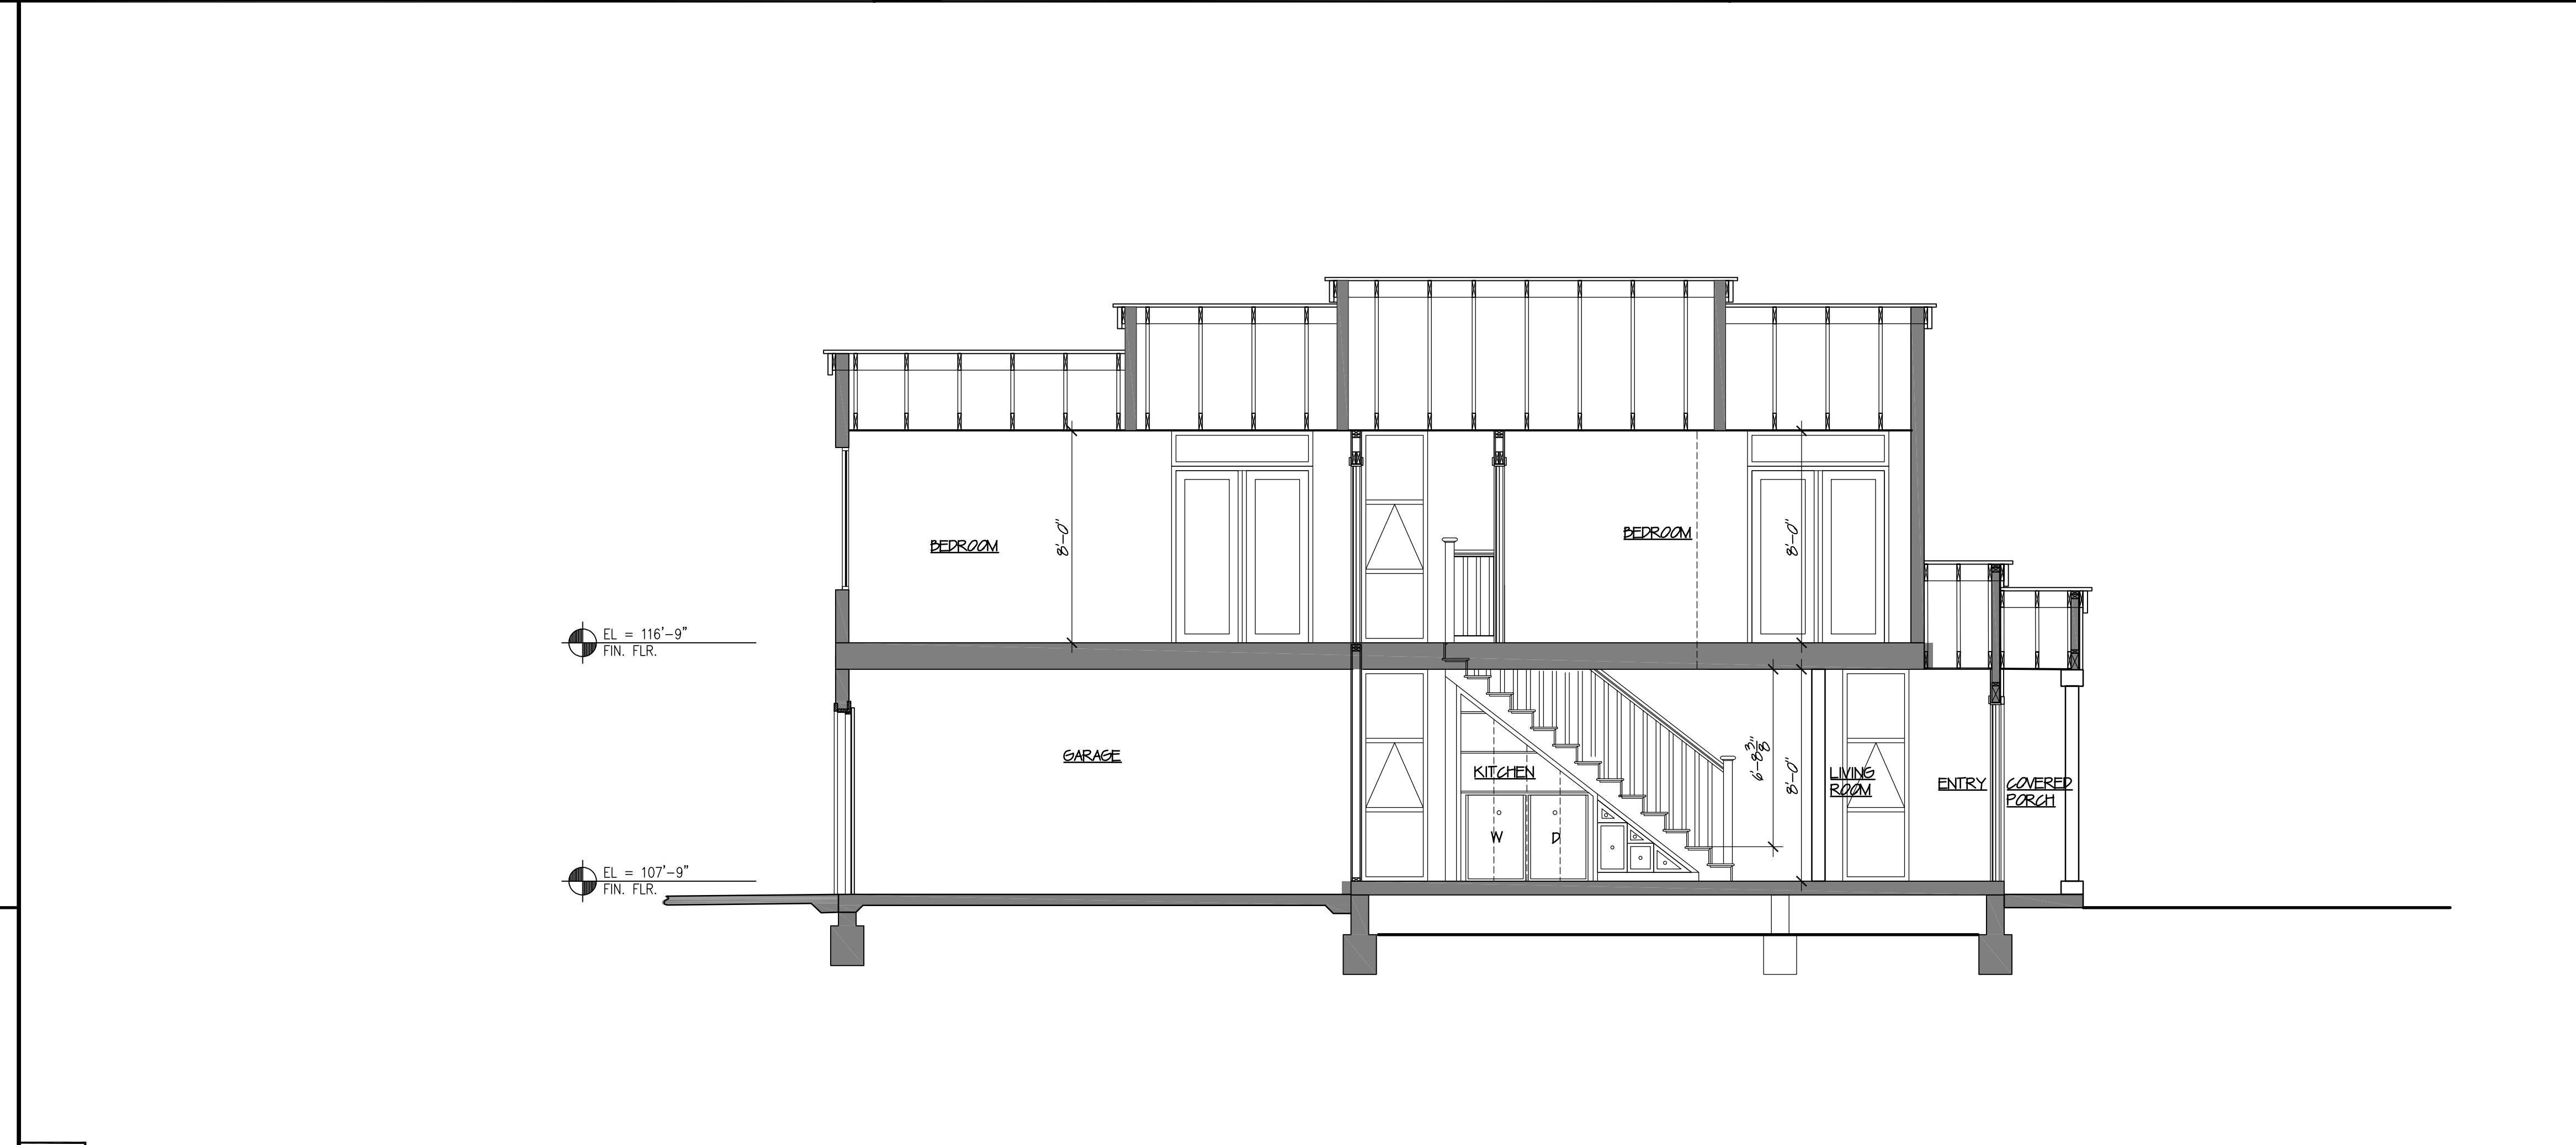 BEDROOM
8'-0"
BEDROOM
8'-0"
EL = 116'-9"
FIN. FLR.
GARAGE
KITCHEN
W
D
6'-8 3/8"
8'-0"
LIVING
ROOM
ENTRY
COVERED
PORCH
EL = 107'-9"
FIN. FLR.